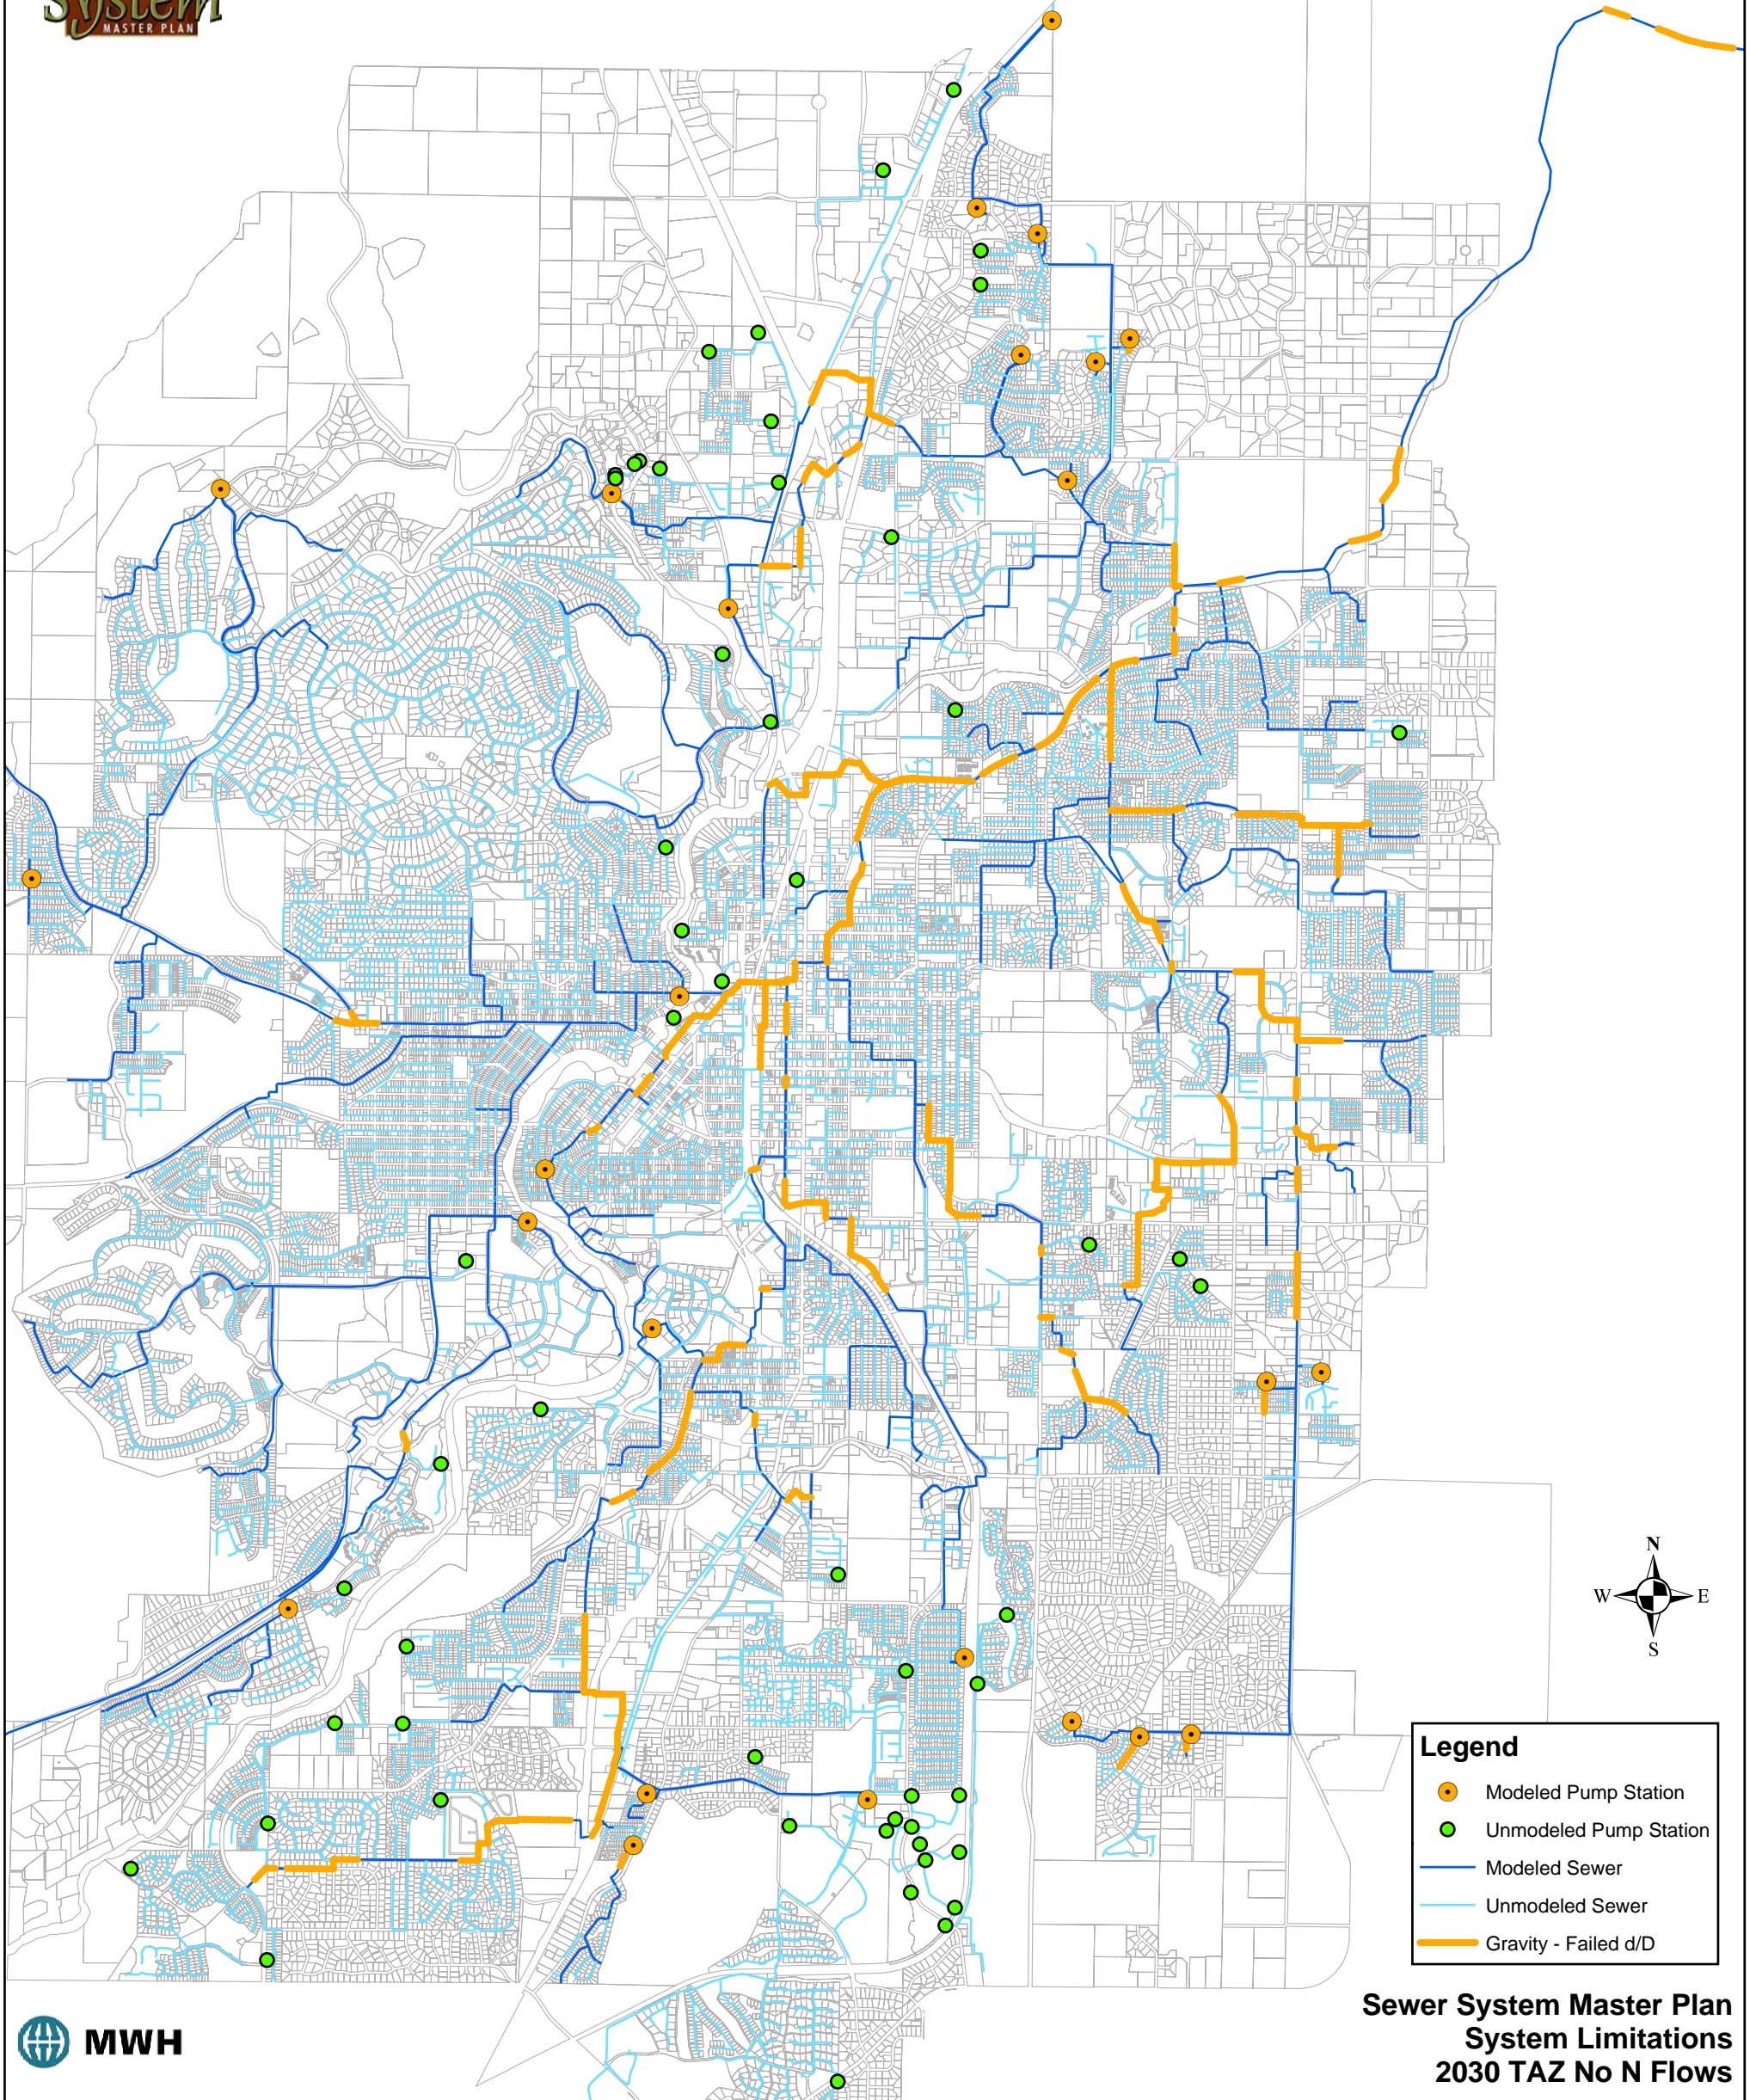 System
MASTER PLAN
N
W E
S
Legend
Modeled Pump Station
Unmodeled Pump Station
Modeled Sewer
Unmodeled Sewer
Gravity - Failed d/D
MWH
Sewer System Master Plan
System Limitations
2030 TAZ No N Flows